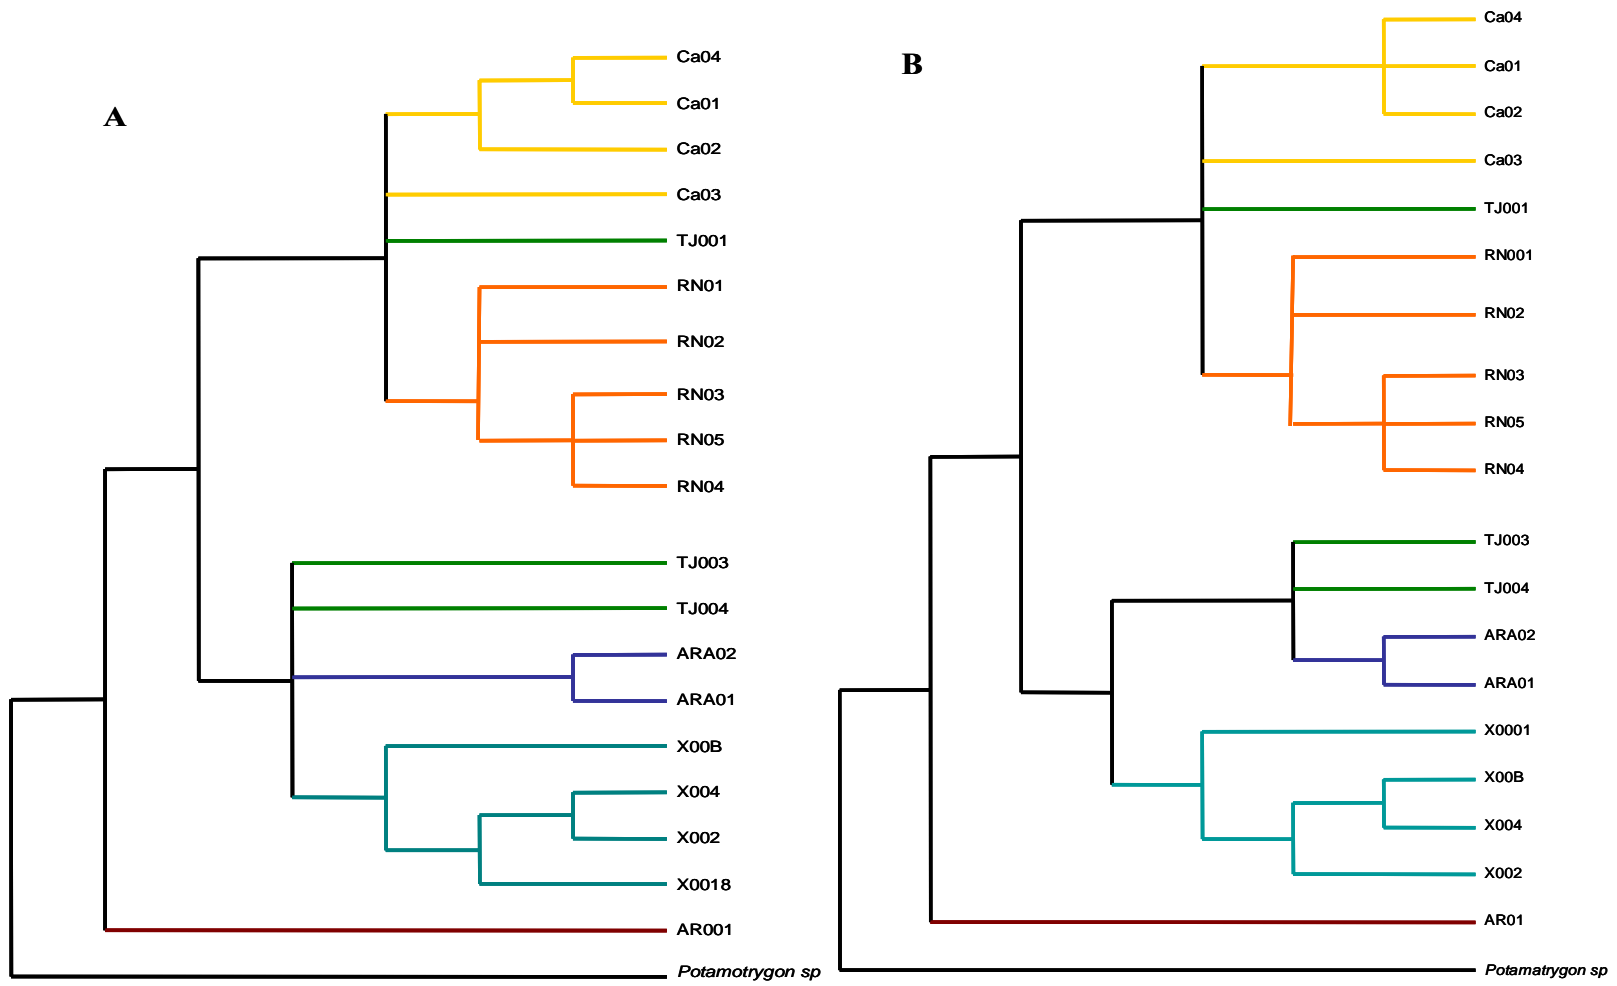 A
Ca04
Ca01
Ca02
Ca03
TJ001
RN01
RN02
RN03
RN05
RN04
TJ003
TJ004
ARA02
ARA01
X00B
X004
X002
X0018
AR001
Potamotrygon sp
B
Ca04
Ca01
Ca02
Ca03
TJ001
RN001
RN02
RN03
RN05
RN04
TJ003
TJ004
ARA02
ARA01
X0001
X00B
X004
X002
AR01
Potamatrygon sp